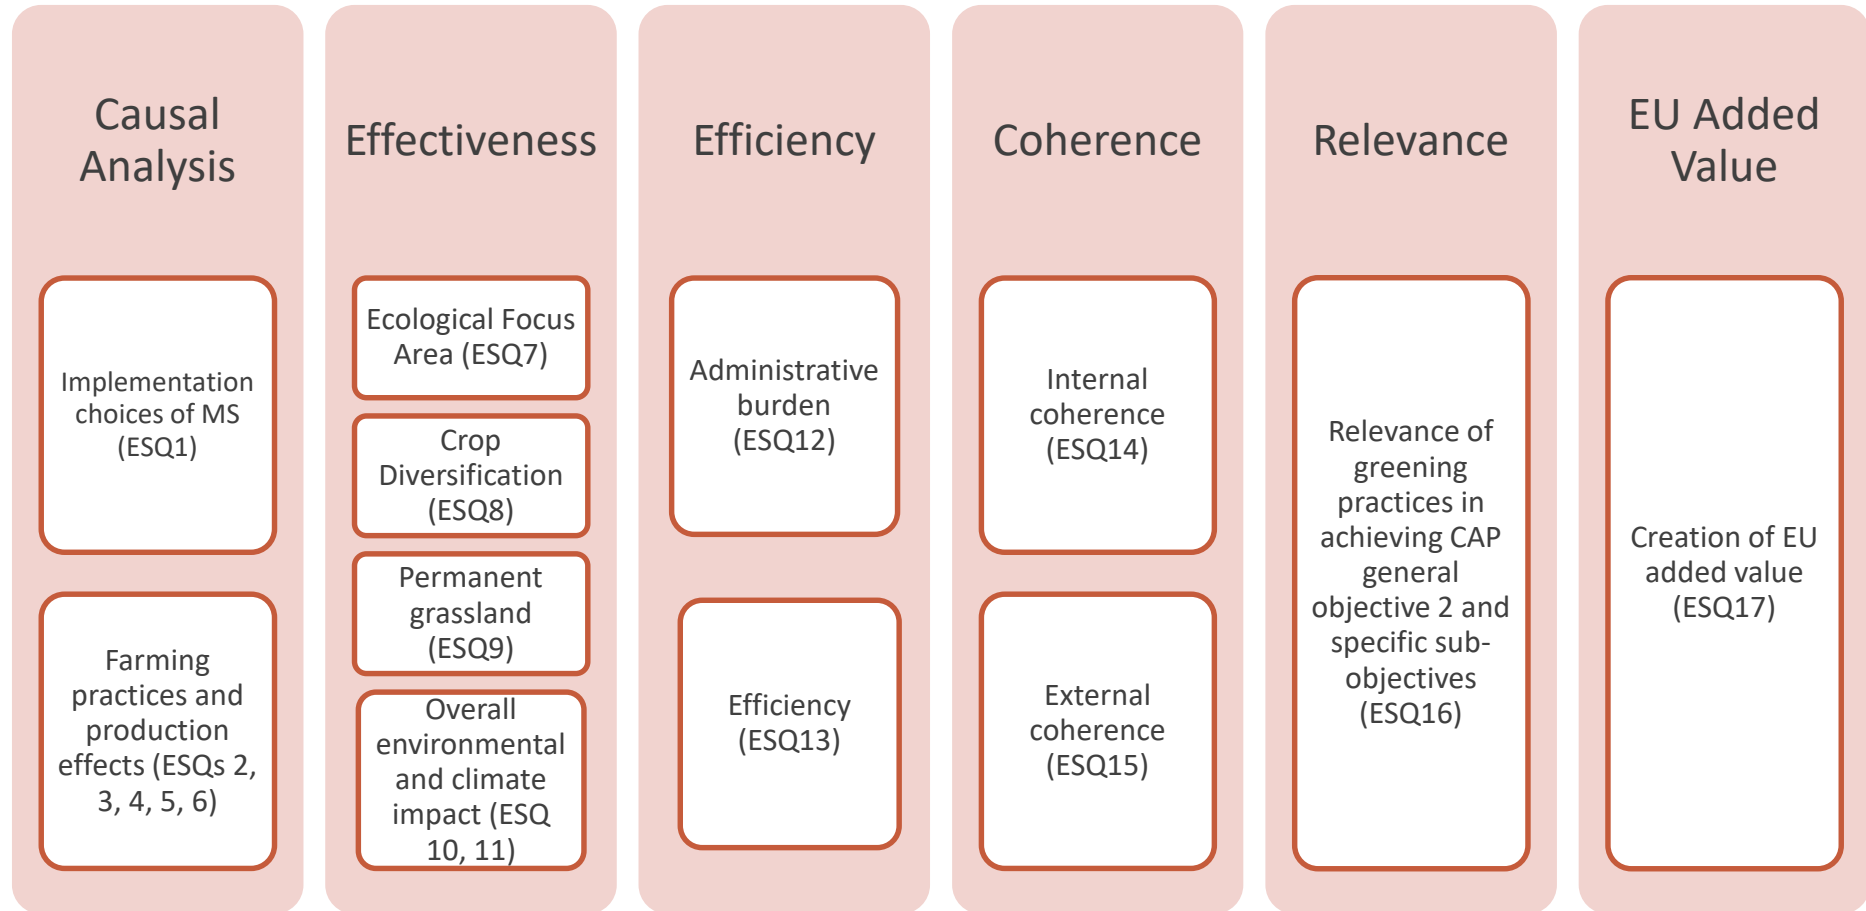 Causal
Analysis
Implementation
choices of MS
(ESQ1)
Farming
practices and
production
effects (ESQs 2,
3, 4, 5, 6)
Effectiveness
Ecological Focus
Area (ESQ7)
Crop
Diversification
(ESQ8)
Permanent
grassland
(ESQ9)
Overall
environmental
and climate
impact (ESQ
10, 11)
Efficiency
Administrative
burden
(ESQ12)
Efficiency
(ESQ13)
Coherence
Internal
coherence
(ESQ14)
External
coherence
(ESQ15)
Relevance
Relevance of
greening
practices in
achieving CAP
general
objective 2 and
specific sub-
objectives
(ESQ16)
EU Added
Value
Creation of EU
added value
(ESQ17)